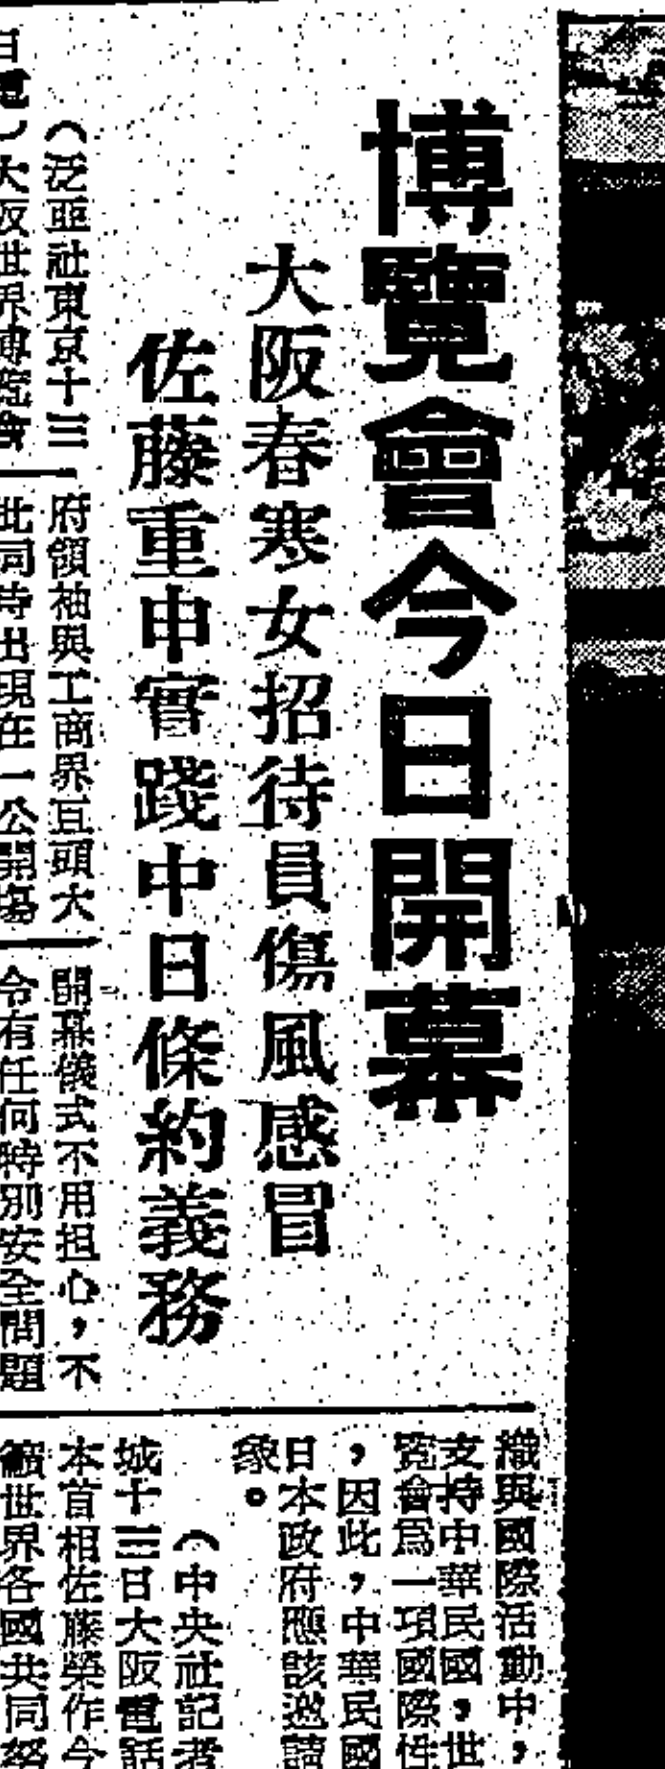 博覽會今日開幕
大阪春寒女招待員傷風感冒
佐藤重申實踐中日條約義務
（泛亞社東京十三
日電）大阪世界博覽會
府領袖與工商界巨頭大
此同時出現在一公開場
開幕儀式不用担心，不
令有任何特別安全問題
織與國際活動中，
支持中華民國，世
覽會爲一項國際性
，因此，中華民國
日本政府應該邀請
象。
（中央社記者
城十三日大阪電話
本首相佐藤榮作今
籲世界各國共同努